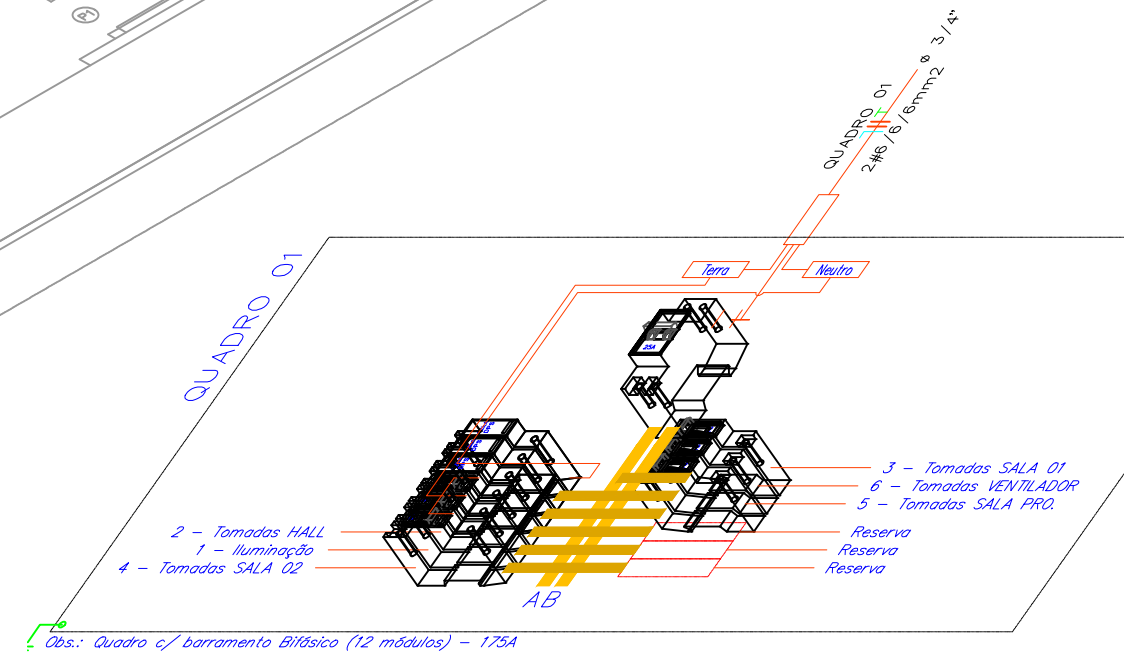 P1
ø 3/4"
QUADRO 01
2#6/6/6mm2
QUADRO 01
Terra
Neutro
25A
3 - Tomadas SALA 01
6 - Tomadas VENTILADOR
5 - Tomadas SALA PRO.
2 - Tomadas HALL
Reserva
1 - Iluminação
Reserva
4 - Tomadas SALA 02
Reserva
AB
Obs.: Quadro c/ barramento Bifásico (12 módulos) - 175A